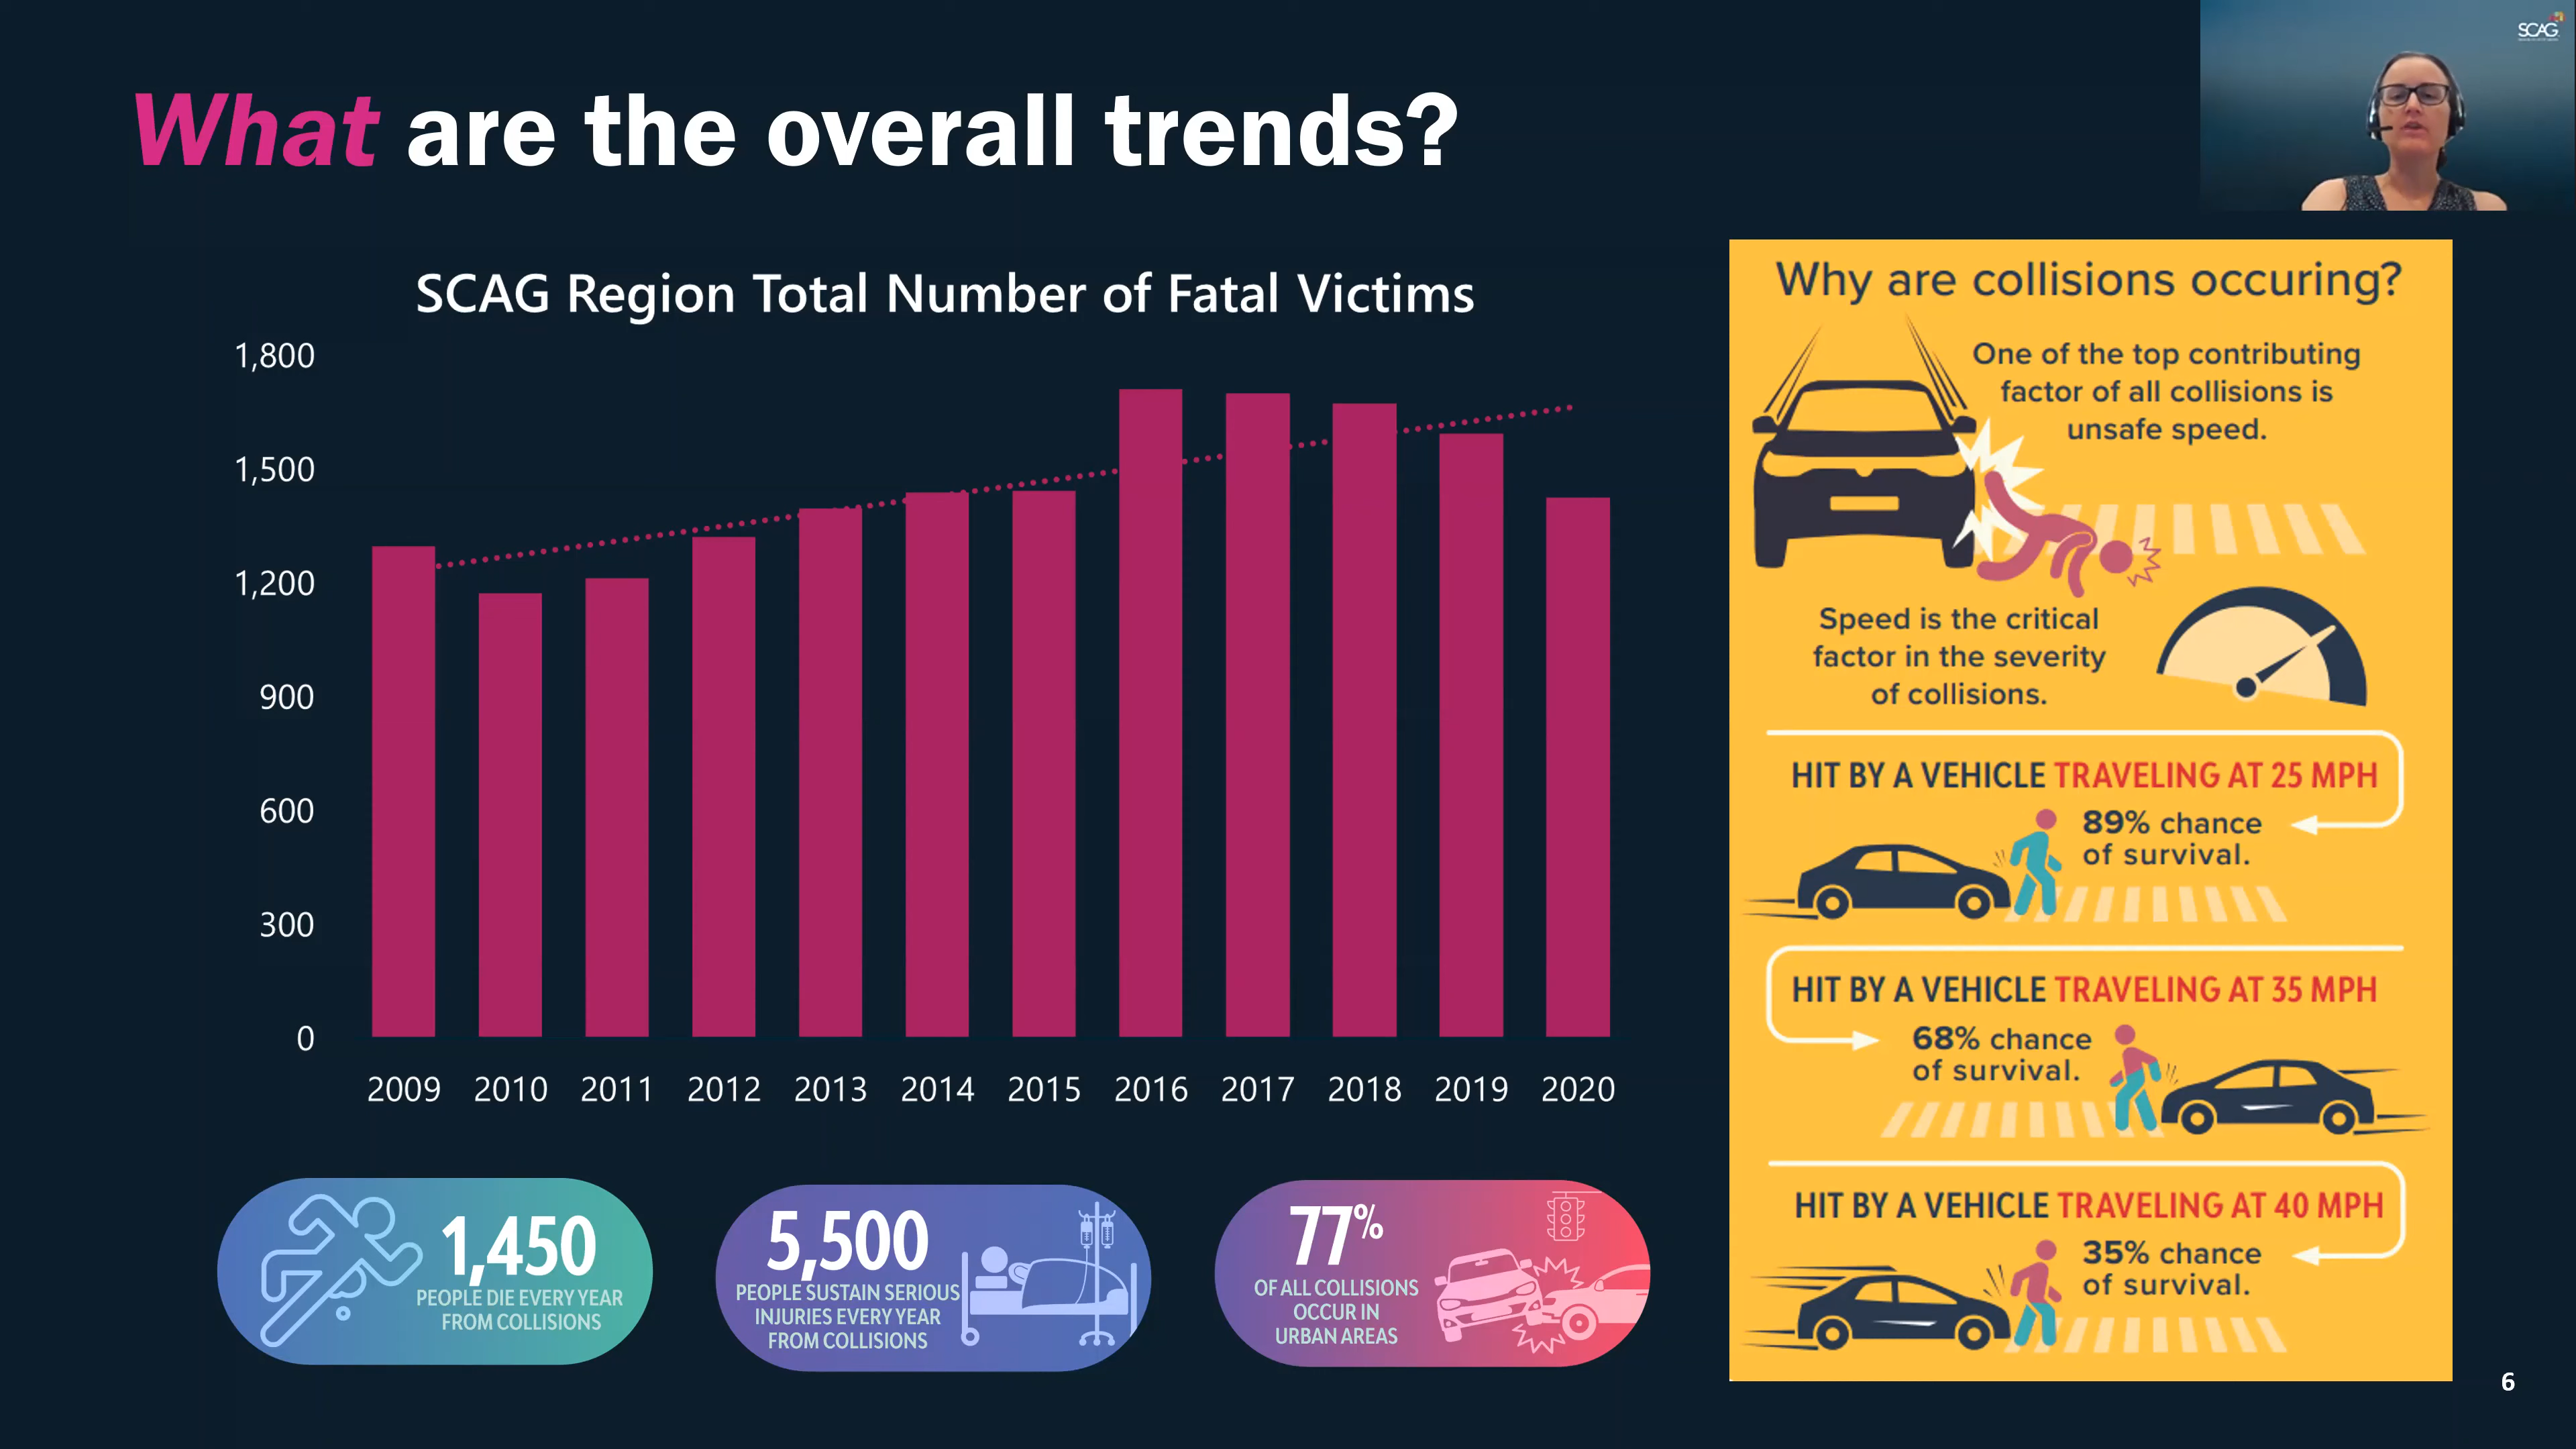 What are the overall trends?
SCAG
SCAG Region Total Number of Fatal Victims
1,800
1,500
1,200
900
600
300
0
2009 2010 2011 2012 2013 2014 2015 2016 2017 2018 2019 2020
1,450
PEOPLE DIE EVERY YEAR
FROM COLLISIONS
5,500
PEOPLE SUSTAIN SERIOUS
INJURIES EVERY YEAR
FROM COLLISIONS
77%
OF ALL COLLISIONS
OCCUR IN
URBAN AREAS
Why are collisions occuring?
One of the top contributing
factor of all collisions is
unsafe speed.
Speed is the critical
factor in the severity
of collisions.
HIT BY A VEHICLE TRAVELING AT 25 MPH
89% chance
of survival.
HIT BY A VEHICLE TRAVELING AT 35 MPH
68% chance
of survival.
HIT BY A VEHICLE TRAVELING AT 40 MPH
35% chance
of survival.
6